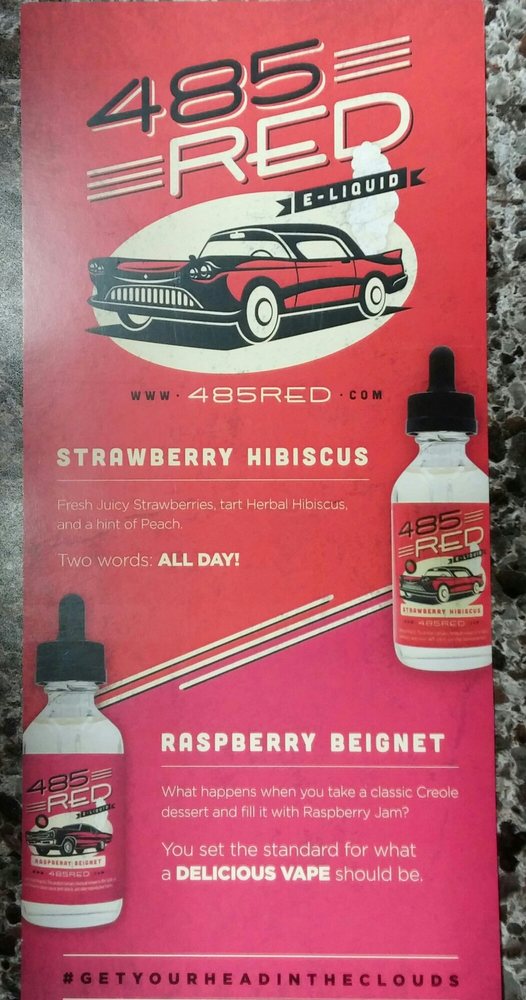 485
RED
E-LIQUID
WWW · 485RED · COM
STRAWBERRY HIBISCUS
Fresh Juicy Strawberries, tart Herbal Hibiscus,
and a hint of Peach.
Two words: ALL DAY!
485
RED
E-LIQUID
STRAWBERRY HIBISCUS
485RED
RASPBERRY BEIGNET
What happens when you take a classic Creole
dessert and fill it with Raspberry Jam?
You set the standard for what
a DELICIOUS VAPE should be.
485
RED
E-LIQUID
RASPBERRY BEIGNET
485RED
#GETYOURHEADINTHECLOUDS